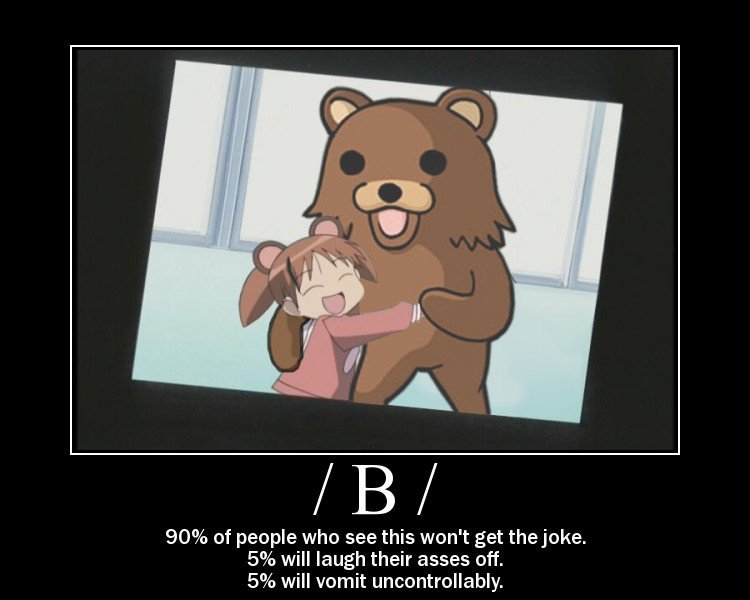 / B /
90% of people who see this won't get the joke.
5% will laugh their asses off.
5% will vomit uncontrollably.